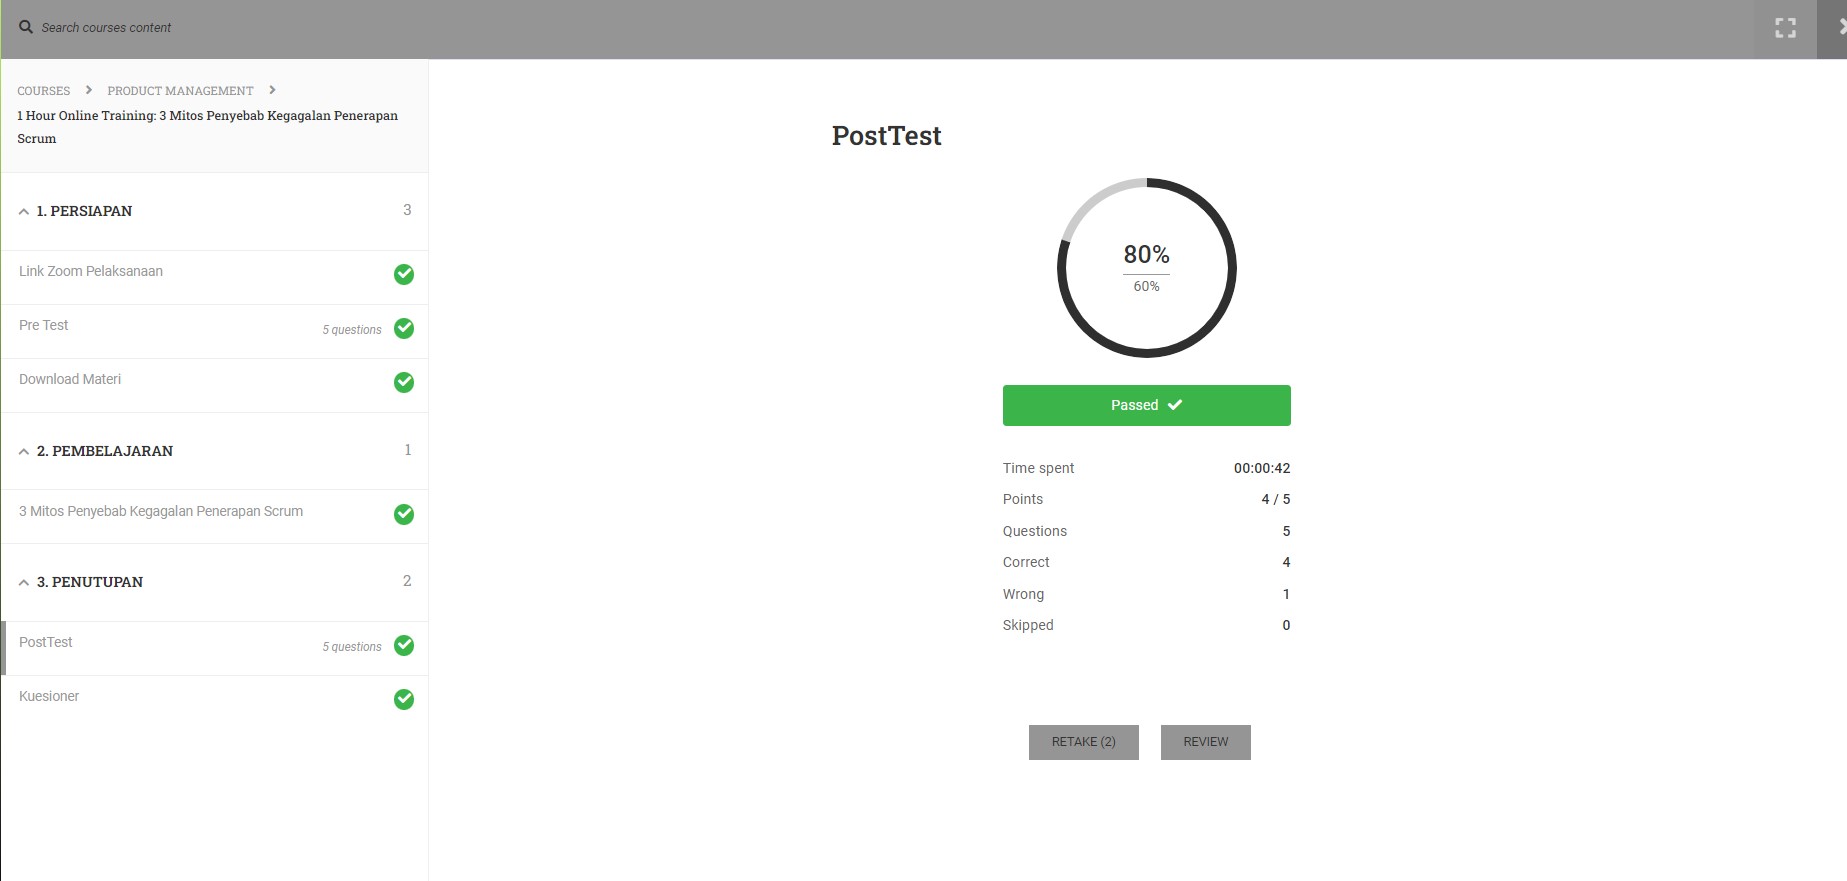 Search courses content
COURSES > PRODUCT MANAGEMENT >
1 Hour Online Training: 3 Mitos Penyebab Kegagalan Penerapan
Scrum
1. PERSIAPAN 3
Link Zoom Pelaksanaan
Pre Test 5 questions
Download Materi
2. PEMBELAJARAN 1
3 Mitos Penyebab Kegagalan Penerapan Scrum
3. PENUTUPAN 2
PostTest 5 questions
Kuesioner
PostTest
80%
60%
Passed
Time spent 00:00:42
Points 4 / 5
Questions 5
Correct 4
Wrong 1
Skipped 0
RETAKE (2) REVIEW